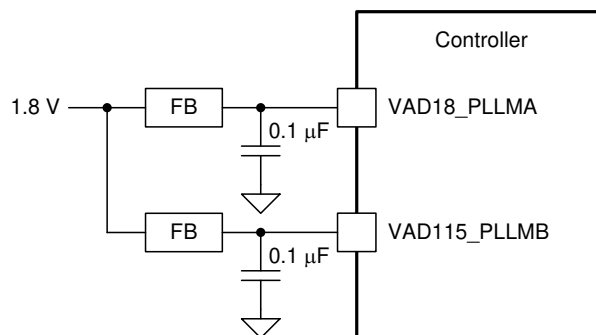 Controller
1.8 V
FB
VAD18_PLLMA
0.1 μF
FB
VAD115_PLLMB
0.1 μF